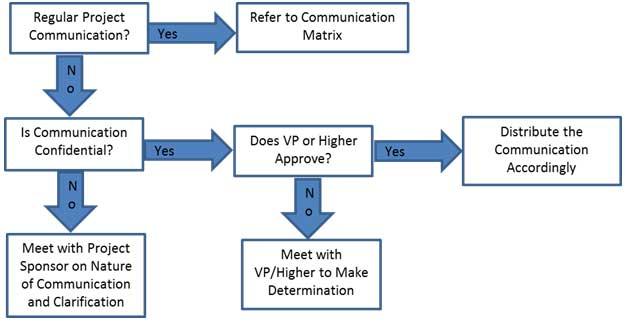 Regular Project
Communication?
Yes
Refer to Communication
Matrix
N
o
Is Communication
Confidential?
Yes
Does VP or Higher
Approve?
Yes
Distribute the
Communication
Accordingly
N
o
N
o
Meet with Project
Sponsor on Nature
of Communication
and Clarification
Meet with
VP/Higher to Make
Determination